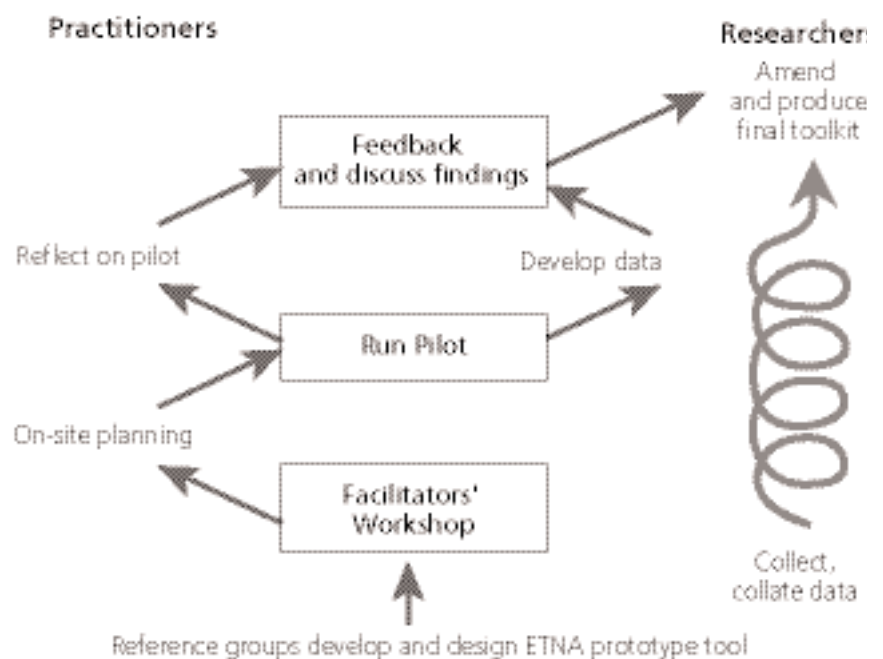 Practitioners
Researchers
Amend
and produce
final toolkit
Feedback
and discuss findings
Reflect on pilot
Develop data
Run Pilot
On-site planning
Facilitators'
Workshop
Collect,
collate data
Reference groups develop and design ETNA prototype tool